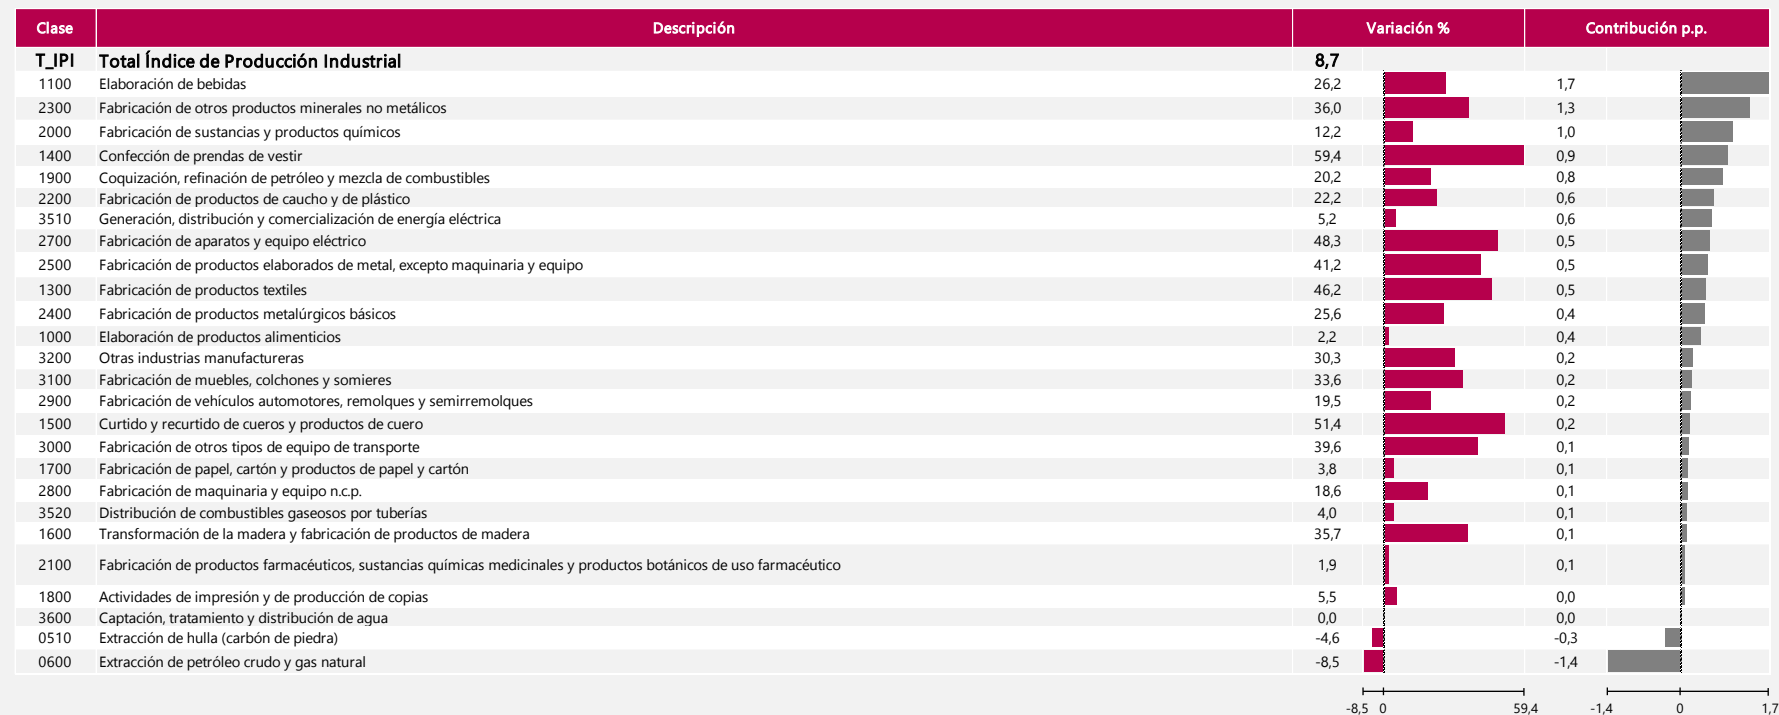 Clase Descripción Variación % Contribución p.p.
T_IPI Total Índice de Producción Industrial 8,7
1100 Elaboración de bebidas 26,2 1,7
2300 Fabricación de otros productos minerales no metálicos 36,0 1,3
2000 Fabricación de sustancias y productos químicos 12,2 1,0
1400 Confección de prendas de vestir 59,4 0,9
1900 Coquización, refinación de petróleo y mezcla de combustibles 20,2 0,8
2200 Fabricación de productos de caucho y de plástico 22,2 0,6
3510 Generación, distribución y comercialización de energía eléctrica 5,2 0,6
2700 Fabricación de aparatos y equipo eléctrico 48,3 0,5
2500 Fabricación de productos elaborados de metal, excepto maquinaria y equipo 41,2 0,5
1300 Fabricación de productos textiles 46,2 0,5
2400 Fabricación de productos metalúrgicos básicos 25,6 0,4
1000 Elaboración de productos alimenticios 2,2 0,4
3200 Otras industrias manufactureras 30,3 0,2
3100 Fabricación de muebles, colchones y somieres 33,6 0,2
2900 Fabricación de vehículos automotores, remolques y semirremolques 19,5 0,2
1500 Curtido y recurtido de cueros y productos de cuero 51,4 0,2
3000 Fabricación de otros tipos de equipo de transporte 39,6 0,1
1700 Fabricación de papel, cartón y productos de papel y cartón 3,8 0,1
2800 Fabricación de maquinaria y equipo n.c.p. 18,6 0,1
3520 Distribución de combustibles gaseosos por tuberías 4,0 0,1
1600 Transformación de la madera y fabricación de productos de madera 35,7 0,1
2100 Fabricación de productos farmacéuticos, sustancias químicas medicinales y productos botánicos de uso farmacéutico 1,9 0,1
1800 Actividades de impresión y de producción de copias 5,5 0,0
3600 Captación, tratamiento y distribución de agua 0,0 0,0
0510 Extracción de hulla (carbón de piedra) -4,6 -0,3
0600 Extracción de petróleo crudo y gas natural -8,5 -1,4
-8,5 0 59,4 -1,4 0 1,7